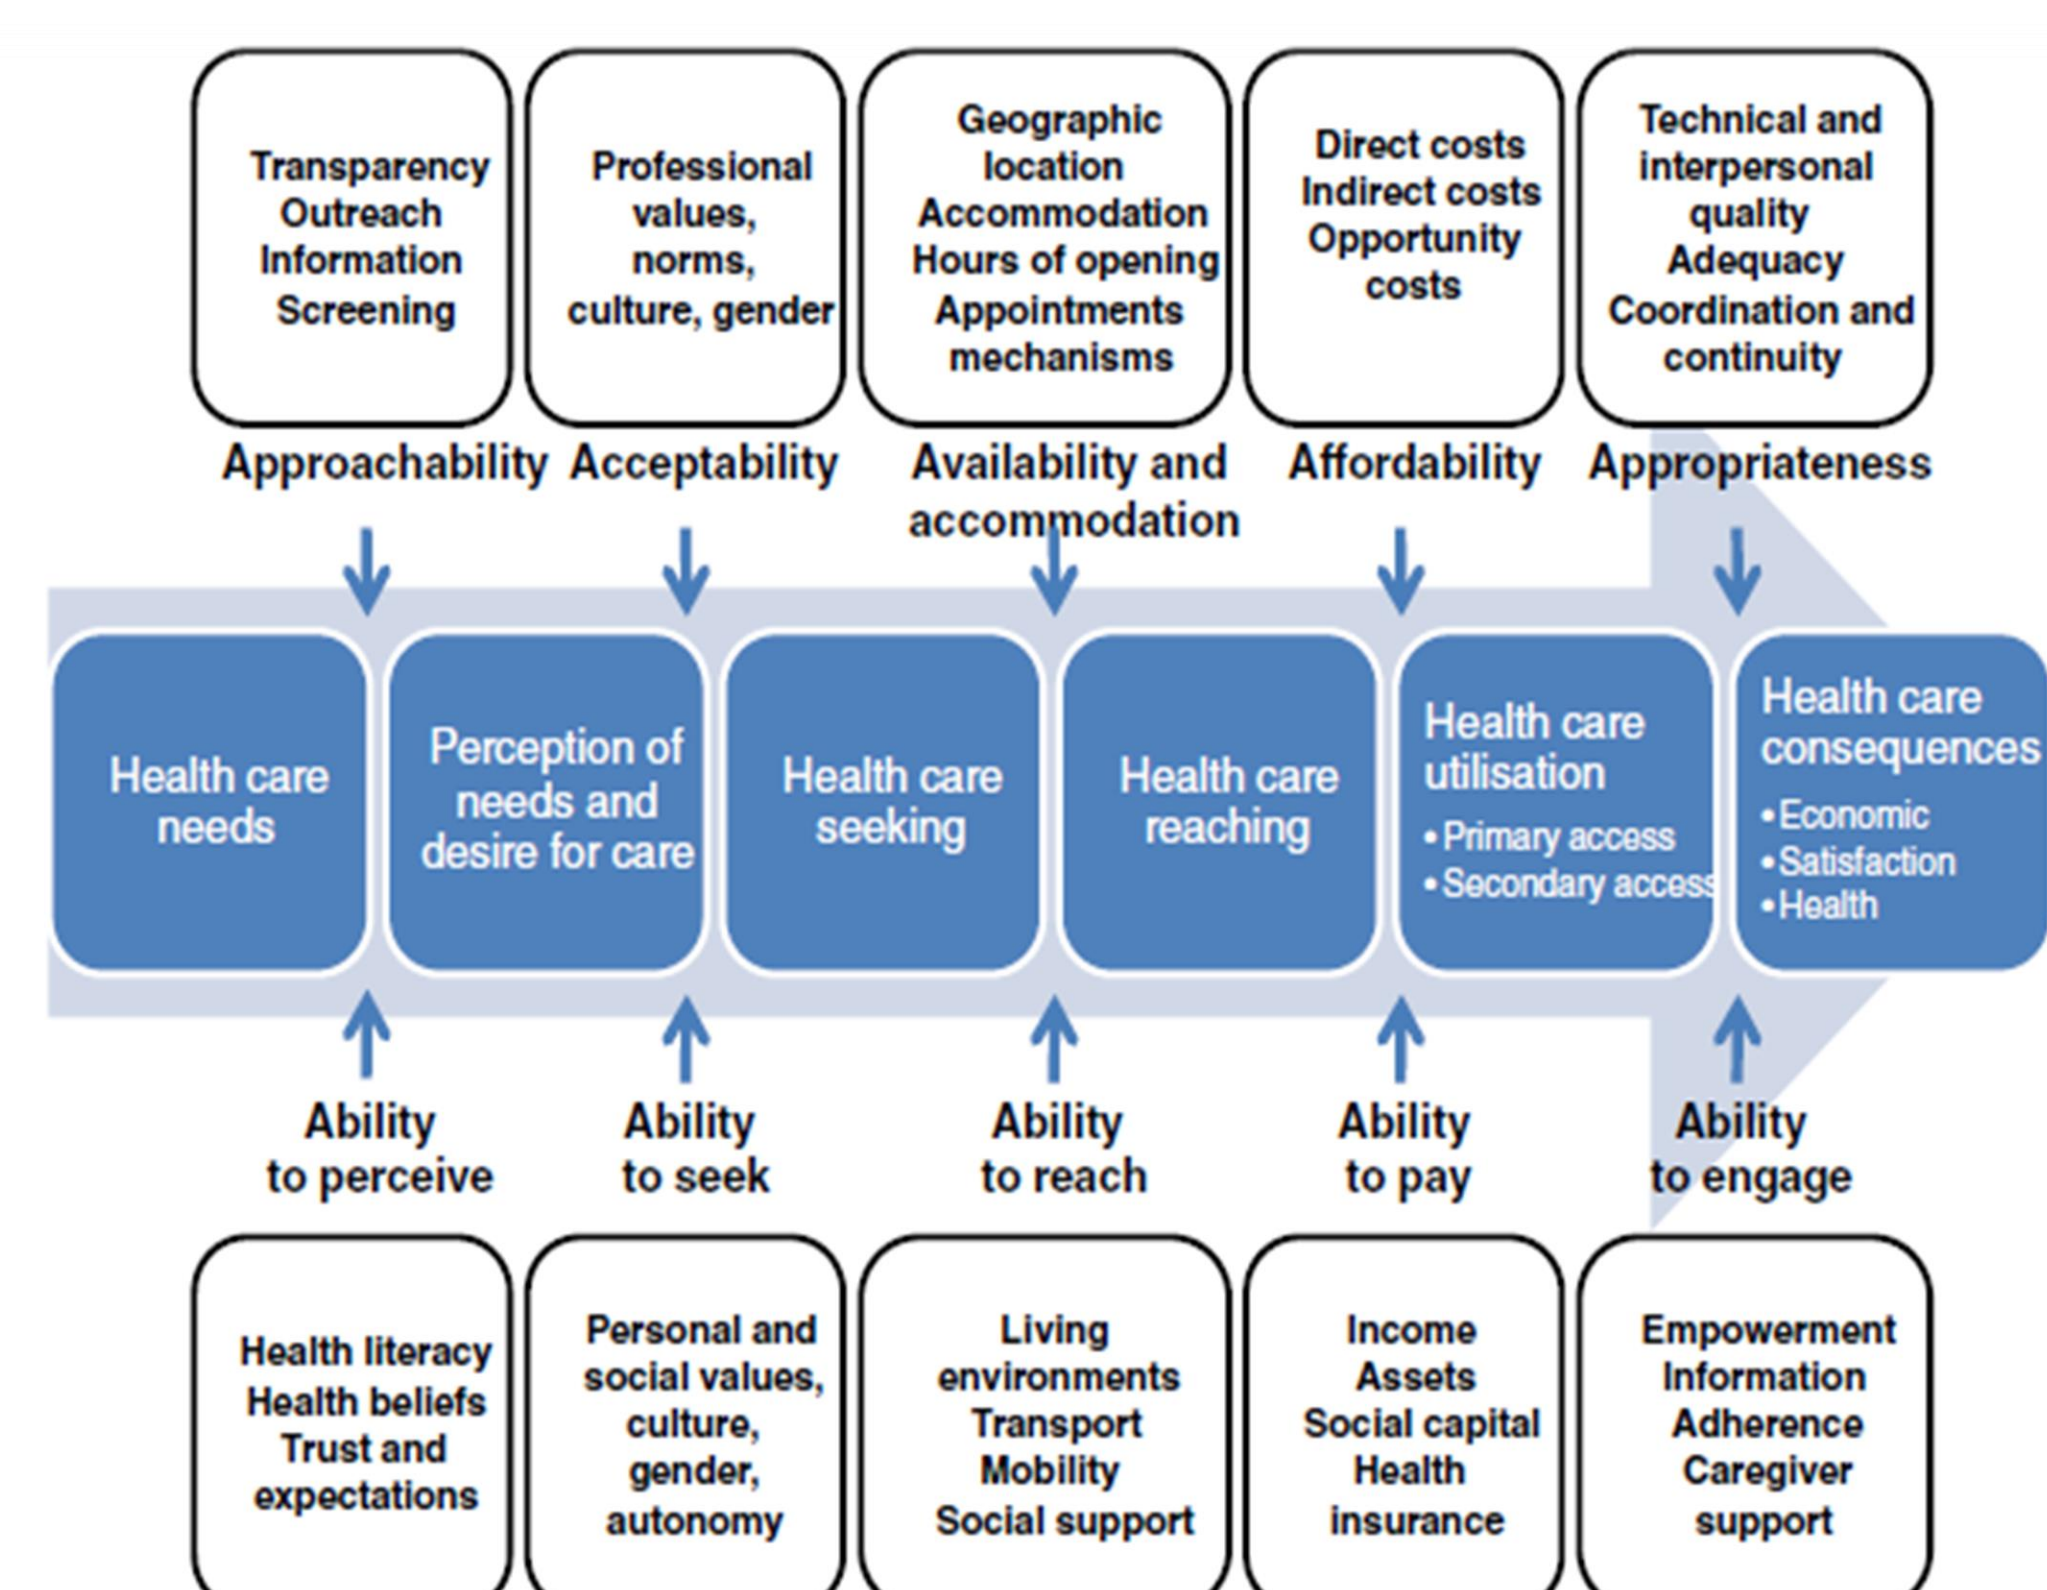 Transparency
Outreach
Information
Screening
Professional
values,
norms,
culture, gender
Geographic
location
Accommodation
Hours of opening
Appointments
mechanisms
Direct costs
Indirect costs
Opportunity
costs
Technical and
interpersonal
quality
Adequacy
Coordination and
continuity
Approachability
Acceptability
Availability and
accommodation
Affordability
Appropriateness
Health care
needs
Perception of
needs and
desire for care
Health care
seeking
Health care
reaching
Health care
utilisation
•Primary access
•Secondary access
Health care
consequences
•Economic
•Satisfaction
•Health
Ability
to perceive
Ability
to seek
Ability
to reach
Ability
to pay
Ability
to engage
Health literacy
Health beliefs
Trust and
expectations
Personal and
social values,
culture,
gender,
autonomy
Living
environments
Transport
Mobility
Social support
Income
Assets
Social capital
Health
insurance
Empowerment
Information
Adherence
Caregiver
support